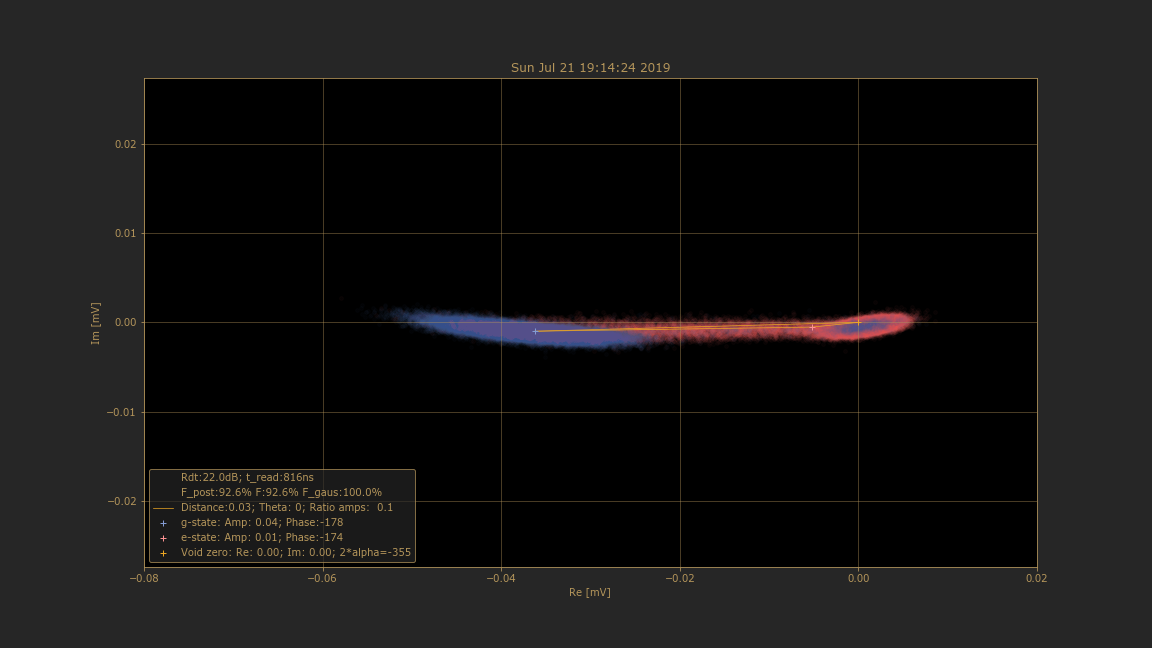 Sun Jul 21 19:14:24 2019
0.02
0.01
0.00
−0.01
−0.02
Im [mV]
Rdt:22.0dB; t_read:816ns
F_post:92.6% F:92.6% F_gaus:100.0%
Distance:0.03; Theta: 0; Ratio amps:  0.1
g-state: Amp: 0.04; Phase:-178
e-state: Amp: 0.01; Phase:-174
Void zero: Re: 0.00; Im: 0.00; 2*alpha=-355
−0.08
−0.06
−0.04
−0.02
0.00
0.02
Re [mV]